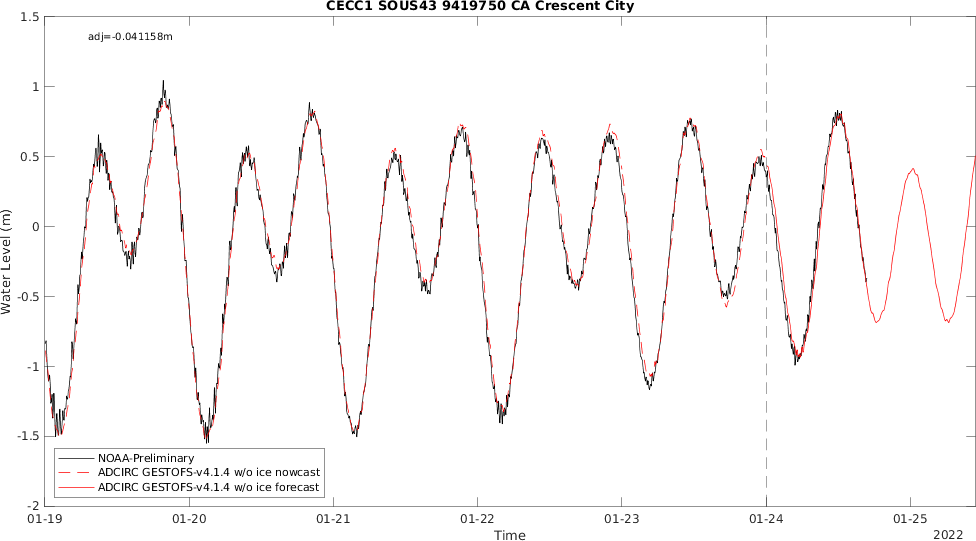 CECC1 SOUS43 9419750 CA Crescent City
adj=-0.041158m
1.5
1
0.5
0
-0.5
-1
-1.5
-2
Water Level (m)
NOAA-Preliminary
ADCIRC GESTOFS-v4.1.4 w/o ice nowcast
ADCIRC GESTOFS-v4.1.4 w/o ice forecast
01-19 01-20 01-21 01-22 01-23 01-24 01-25
Time
2022